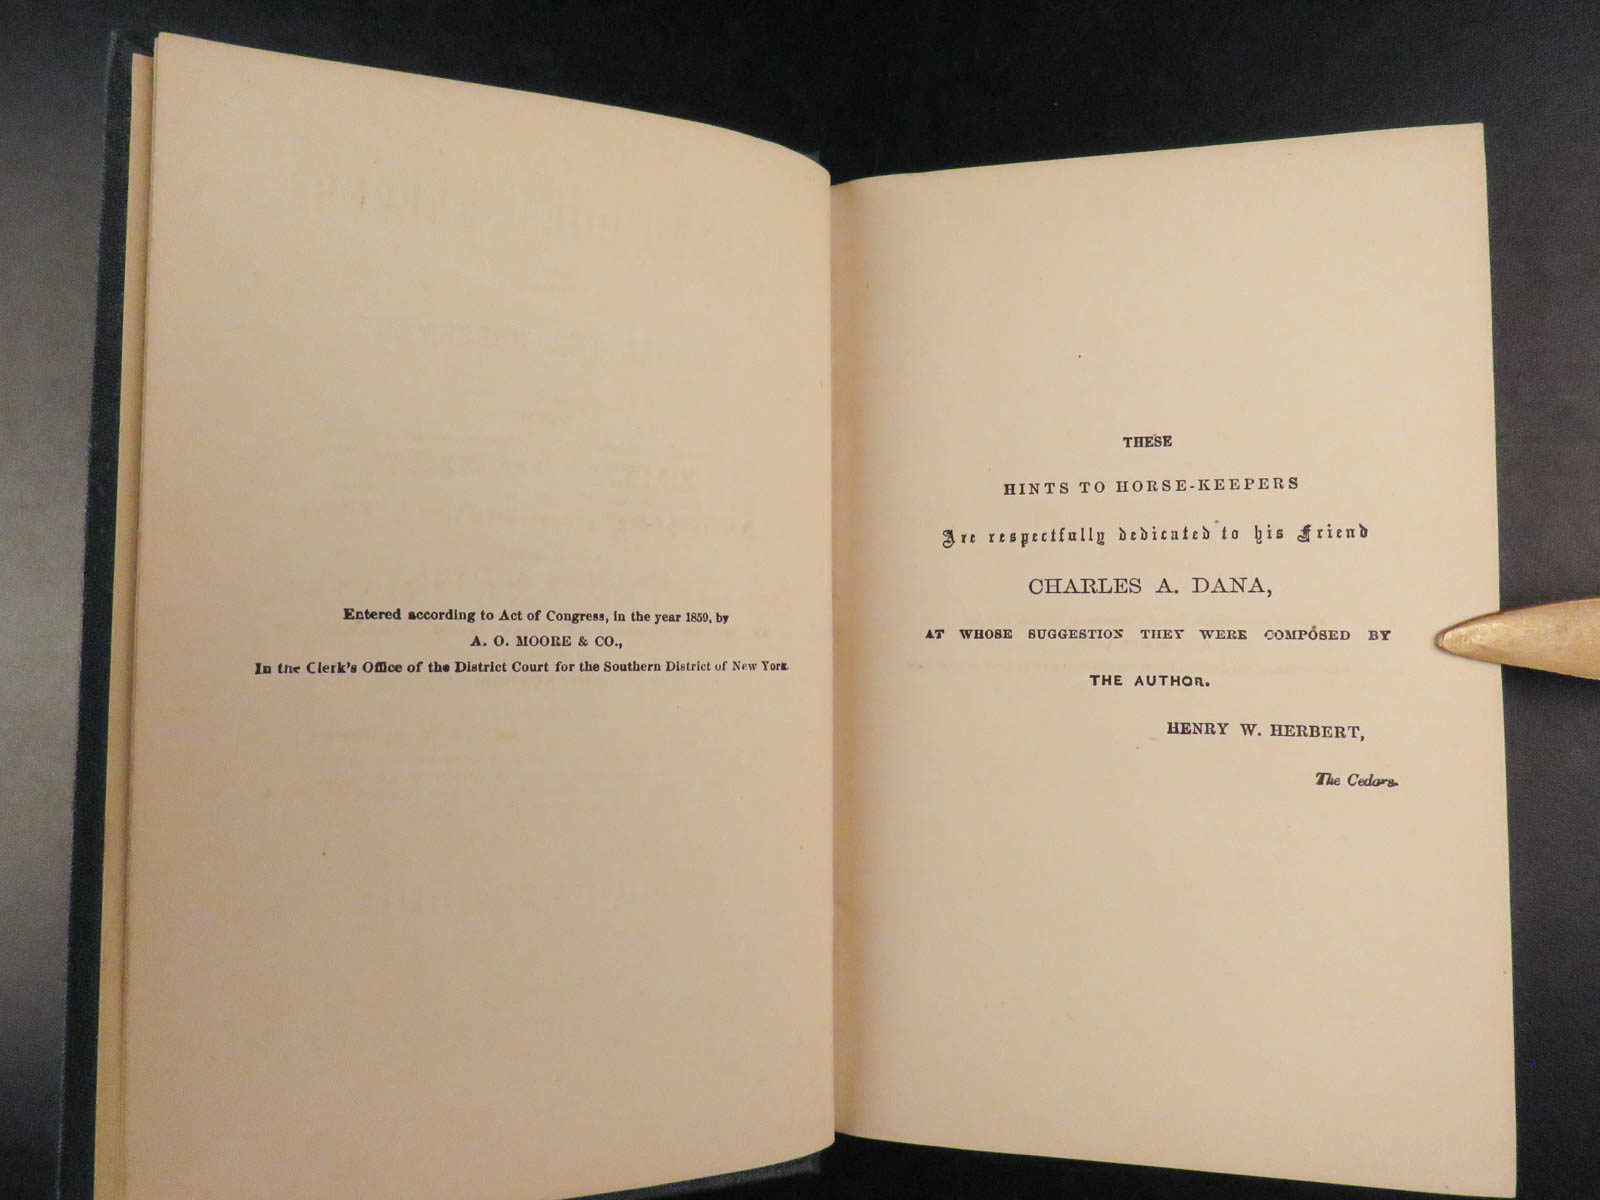 Entered according to Act of Congress, in the year 1859, by
A. O. MOORE & CO.,
In the Clerk's Office of the District Court for the Southern District of New York.
THESE
HINTS TO HORSE-KEEPERS
Are respectfully dedicated to his Friend
CHARLES A. DANA,
AT WHOSE SUGGESTION THEY WERE COMPOSED BY
THE AUTHOR.
HENRY W. HERBERT,
The Cedars.